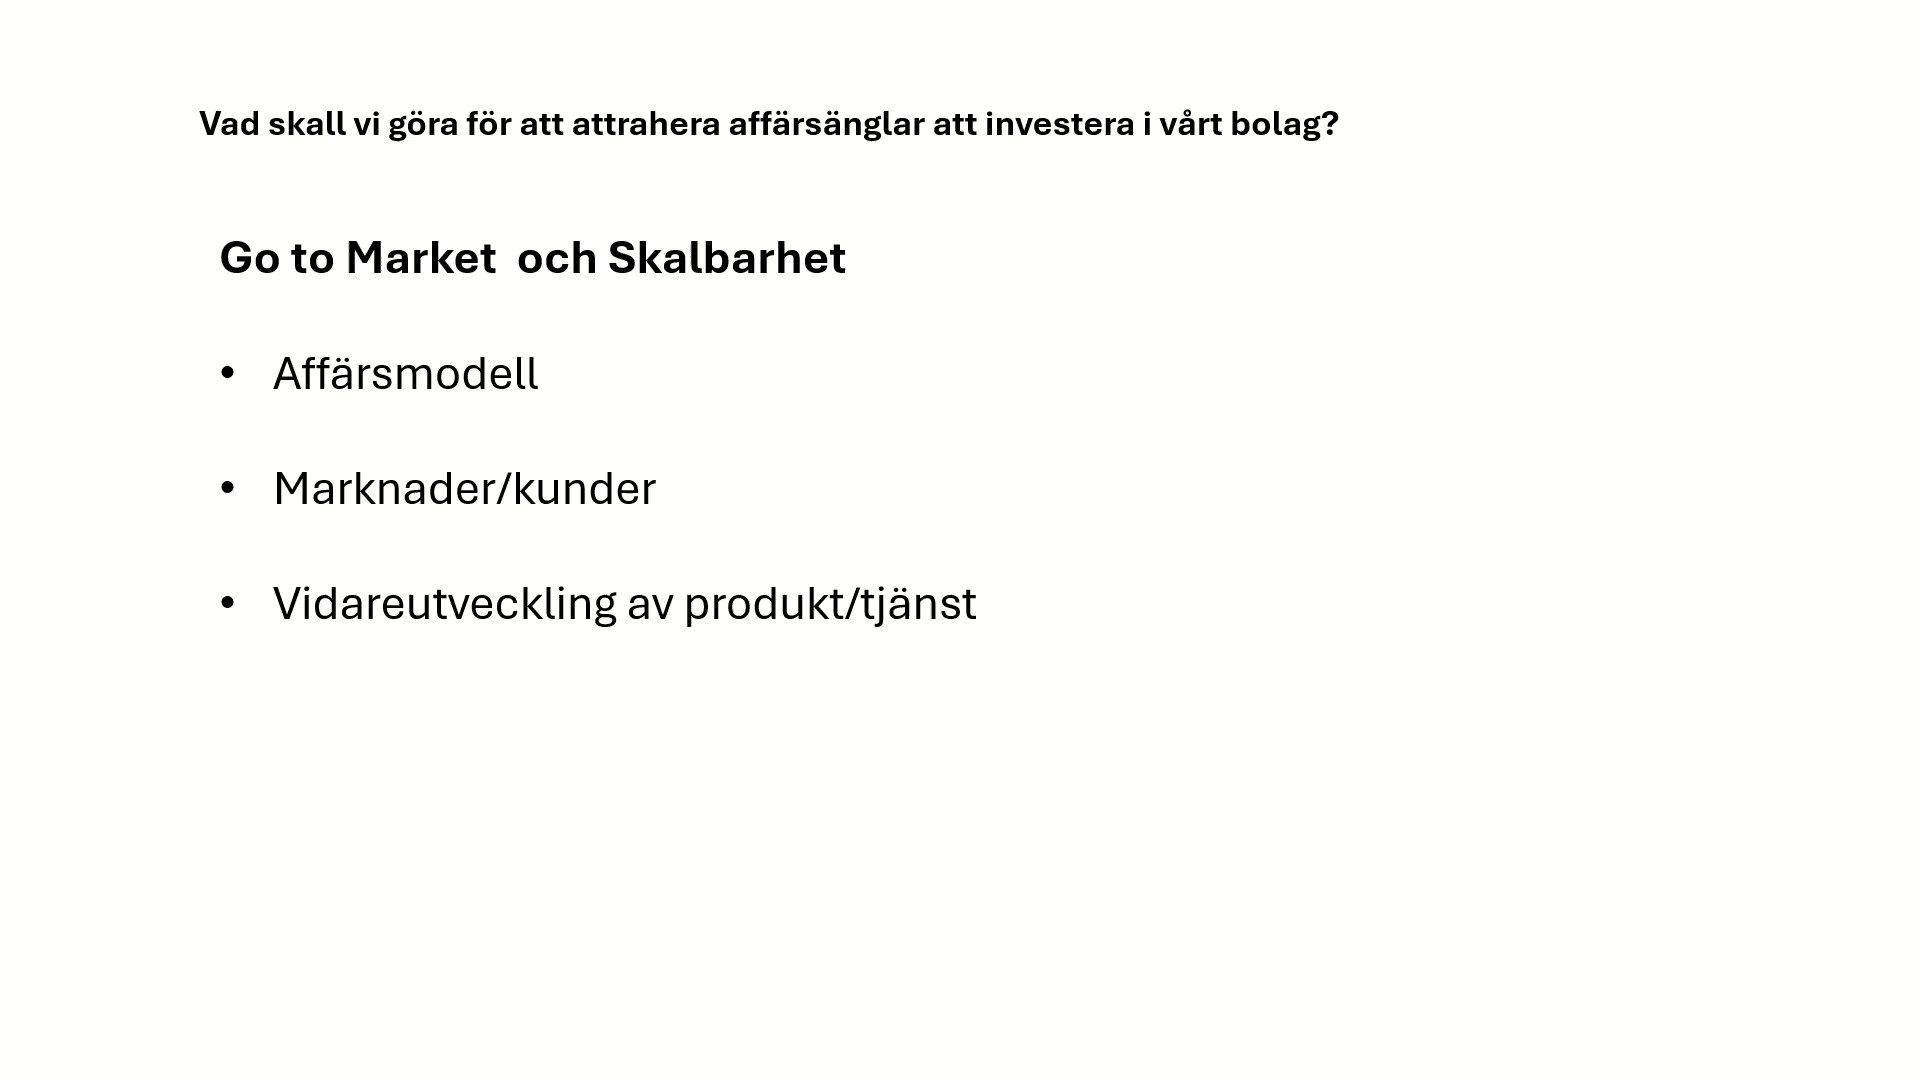 Vad skall vi göra för att attrahera affärsänglar att investera i vårt bolag?
Go to Market  och Skalbarhet
• Affärsmodell
• Marknader/kunder
• Vidareutveckling av produkt/tjänst